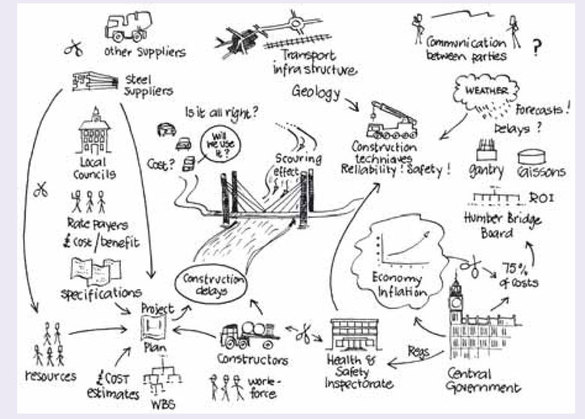 other Suppliers
Steel
Suppliers
Transport
infrastructure
Communication
between parties
?
Geology
WEATHER
Forecasts!
Delays?
Is it all right?
Will
we use
it?
Cost?
Scouring
effect
Construction
techniques
Reliability! Safety!
gantry
Caissons
Local
Councils
ROI
Humber Bridge
Board
Rate Payers
£ Cost/benefit
Economy
Inflation
75%
of costs
Specifications
Construction
delays
Project
Plan
resources
£COST
estimates
WBS
Constructors
work-
force
Health &
Safety
Inspectorate
Regs
Central
Government